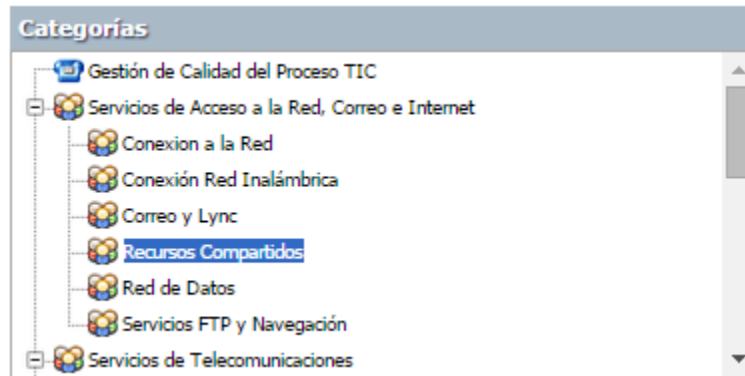 Categorías
Gestión de Calidad del Proceso TIC
Servicios de Acceso a la Red, Correo e Internet
Conexion a la Red
Conexión Red Inalámbrica
Correo y Lync
Recursos Compartidos
Red de Datos
Servicios FTP y Navegación
Servicios de Telecomunicaciones